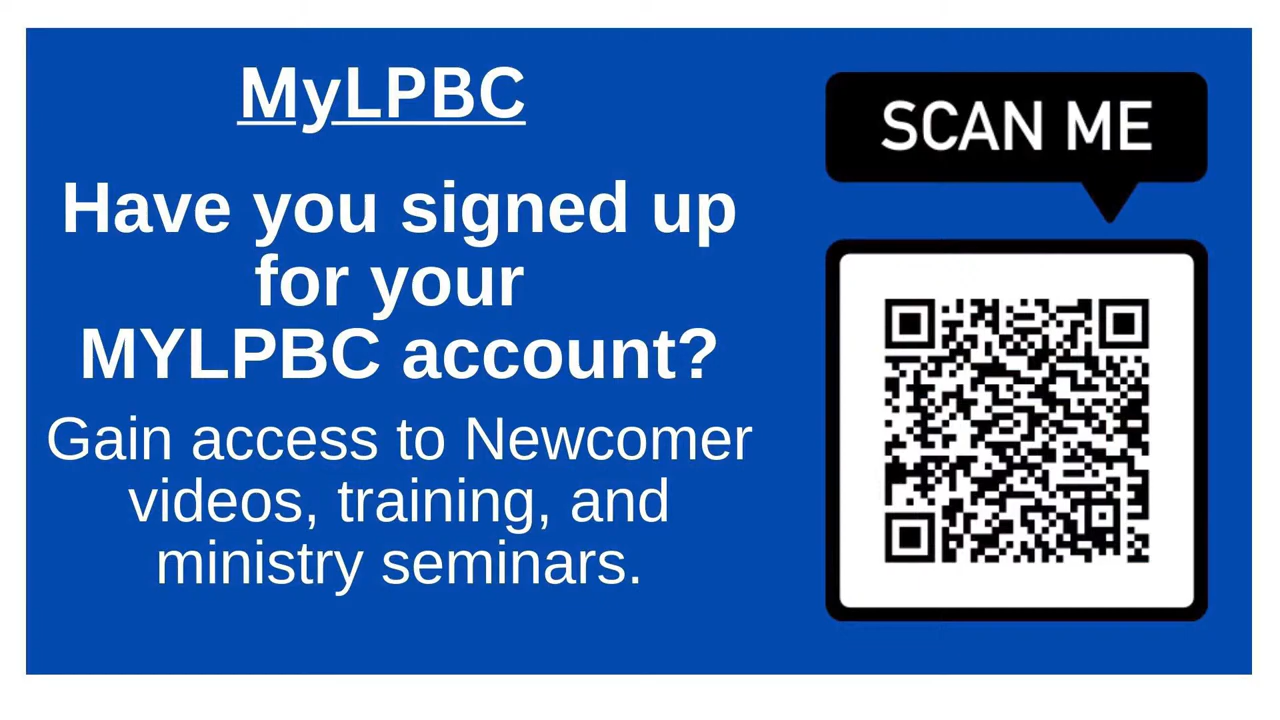 MyLPBC
Have you signed up
for your
MYLPBC account?
Gain access to Newcomer
videos, training, and
ministry seminars.
SCAN ME